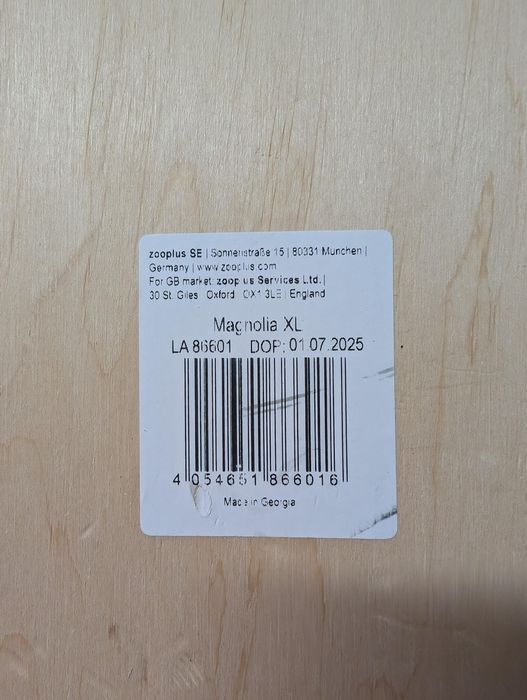 zooplus SE | Sonnenstraße 15 | 80331 München |
Germany | www.zooplus.com
For GB market: zooplus Services Ltd. |
30 St. Giles | Oxford | OX1 3LE | England
Magnolia XL
LA 86601 DOP: 01.07.2025
4 054651 866016
Made in Georgia